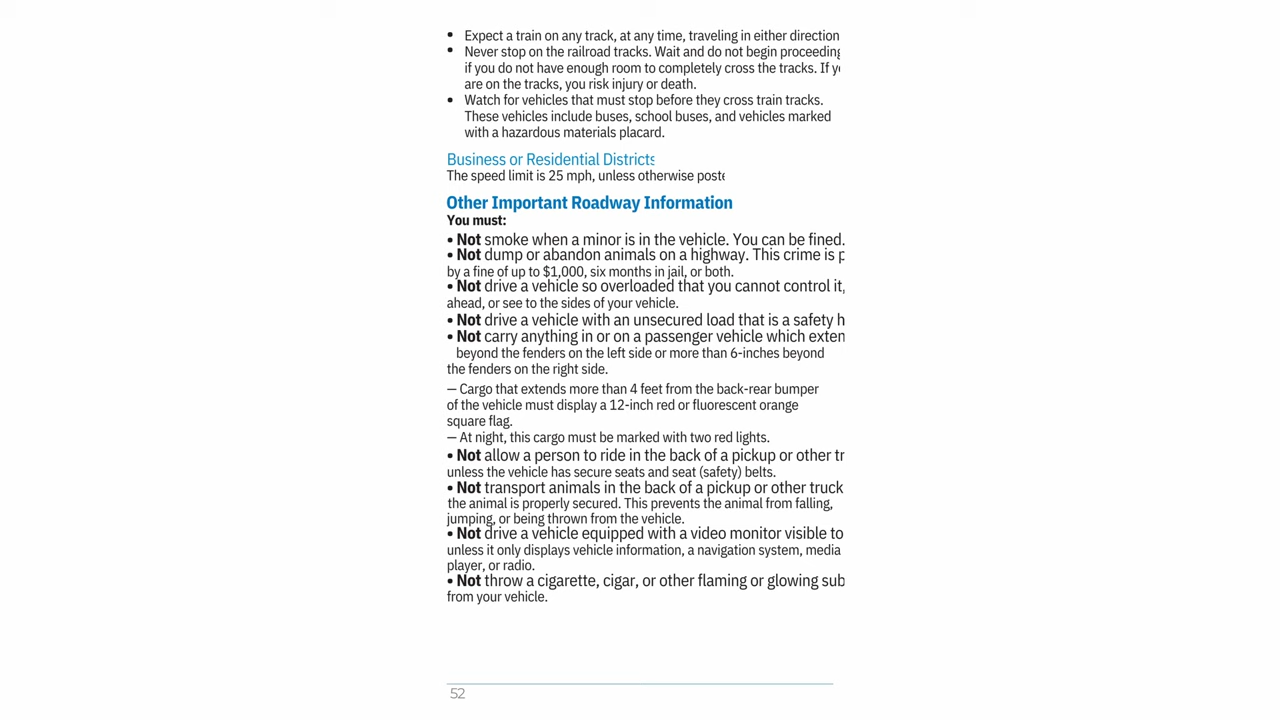 • Expect a train on any track, at any time, traveling in either direction
• Never stop on the railroad tracks. Wait and do not begin proceeding
if you do not have enough room to completely cross the tracks. If
are on the tracks, you risk injury or death.
• Watch for vehicles that must stop before they cross train tracks.
These vehicles include buses, school buses, and vehicles marked
with a hazardous materials placard.
Business or Residential Districts
The speed limit is 25 mph, unless otherwise
Other Important Roadway Information
You must:
• Not smoke when a minor is in the vehicle. You can be fined.
• Not dump or abandon animals on a highway. This crime is
by a fine of up to $1,000, six months in jail, or both.
• Not drive a vehicle so overloaded that you cannot control it,
ahead, or see to the sides of your vehicle.
• Not drive a vehicle with an unsecured load that is a safety
• Not carry anything in or on a passenger vehicle which
beyond the fenders on the left side or more than 6-inches beyond
the fenders on the right side.
— Cargo that extends more than 4 feet from the back-rear bumper
of the vehicle must display a 12-inch red or fluorescent orange
square flag.
— At night, this cargo must be marked with two red lights.
• Not allow a person to ride in the back of a pickup or other
unless the vehicle has secure seats and seat (safety) belts.
• Not transport animals in the back of a pickup or other truck
the animal is properly secured. This prevents the animal from falling,
jumping, or being thrown from the vehicle.
• Not drive a vehicle equipped with a video monitor visible to
unless it only displays vehicle information, a navigation system, media
player, or radio.
• Not throw a cigarette, cigar, or other flaming or glowing
from your vehicle.
52